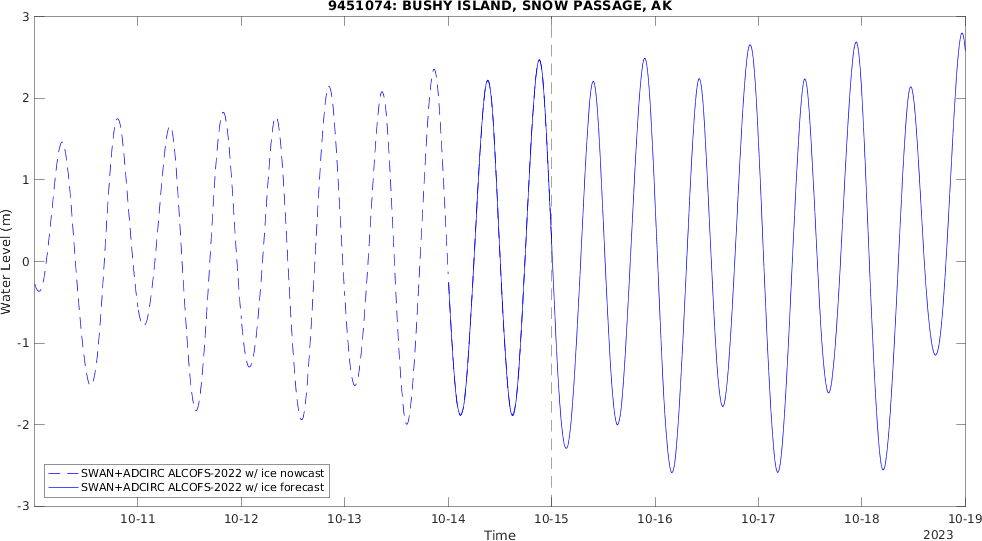 9451074: BUSHY ISLAND, SNOW PASSAGE, AK
3
2
1
0
-1
-2
-3
Water Level (m)
SWAN+ADCIRC ALCOFS-2022 w/ ice nowcast
SWAN+ADCIRC ALCOFS-2022 w/ ice forecast
10-11 10-12 10-13 10-14 10-15 10-16 10-17 10-18 10-19
Time
2023